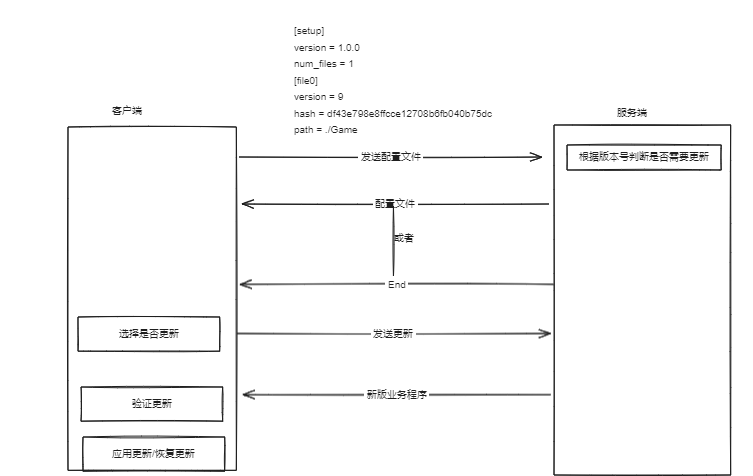 [setup]
version = 1.0.0
num_files = 1
[file0]
version = 9
hash = df43e798e8ffcce12708b6fb040b75dc
path = ./Game
客户端
服务端
发送配置文件
根据版本号判断是否需要更新
配置文件
或者
End
选择是否更新
发送更新
新版业务程序
验证更新
应用更新/恢复更新